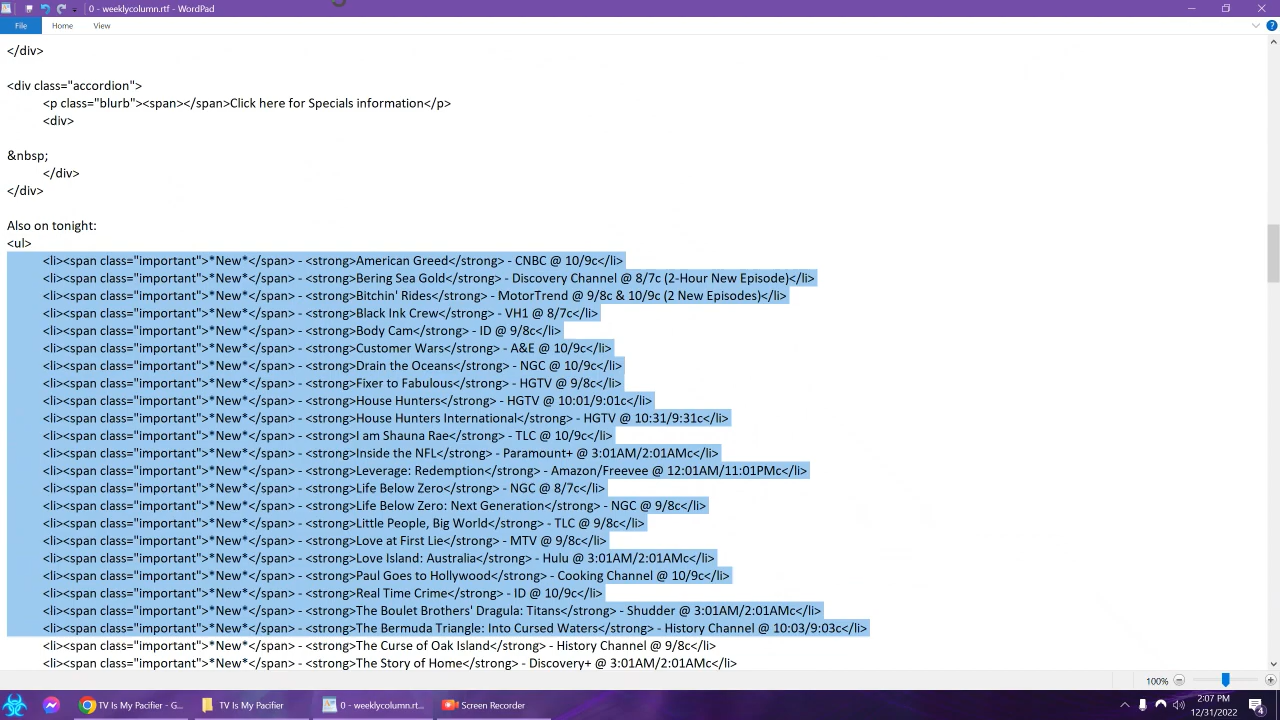 0 - weeklycolumn.rtf - WordPad
File Home View
</div>
<div class="accordion">
<p class="blurb"><span></span>Click here for Specials information</p>
<div>
&nbsp;
</div>
</div>
Also on tonight:
<ul>
<li><span class="important">*New*</span> - <strong>American Greed</strong> - CNBC @ 10/9c</li>
<li><span class="important">*New*</span> - <strong>Bering Sea Gold</strong> - Discovery Channel @ 8/7c (2-Hour New Episode)</li>
<li><span class="important">*New*</span> - <strong>Bitchin' Rides</strong> - MotorTrend @ 9/8c & 10/9c (2 New Episodes)</li>
<li><span class="important">*New*</span> - <strong>Black Ink Crew</strong> - VH1 @ 8/7c</li>
<li><span class="important">*New*</span> - <strong>Body Cam</strong> - ID @ 9/8c</li>
<li><span class="important">*New*</span> - <strong>Customer Wars</strong> - A&E @ 10/9c</li>
<li><span class="important">*New*</span> - <strong>Drain the Oceans</strong> - NGC @ 10/9c</li>
<li><span class="important">*New*</span> - <strong>Fixer to Fabulous</strong> - HGTV @ 9/8c</li>
<li><span class="important">*New*</span> - <strong>House Hunters</strong> - HGTV @ 10:01/9:01c</li>
<li><span class="important">*New*</span> - <strong>House Hunters International</strong> - HGTV @ 10:31/9:31c</li>
<li><span class="important">*New*</span> - <strong>I am Shauna Rae</strong> - TLC @ 10/9c</li>
<li><span class="important">*New*</span> - <strong>Inside the NFL</strong> - Paramount+ @ 3:01AM/2:01AMc</li>
<li><span class="important">*New*</span> - <strong>Leverage: Redemption</strong> - Amazon/Freevee @ 12:01AM/11:01PMc</li>
<li><span class="important">*New*</span> - <strong>Life Below Zero</strong> - NGC @ 8/7c</li>
<li><span class="important">*New*</span> - <strong>Life Below Zero: Next Generation</strong> - NGC @ 9/8c</li>
<li><span class="important">*New*</span> - <strong>Little People, Big World</strong> - TLC @ 9/8c</li>
<li><span class="important">*New*</span> - <strong>Love at First Lie</strong> - MTV @ 9/8c</li>
<li><span class="important">*New*</span> - <strong>Love Island: Australia</strong> - Hulu @ 3:01AM/2:01AMc</li>
<li><span class="important">*New*</span> - <strong>Paul Goes to Hollywood</strong> - Cooking Channel @ 10/9c</li>
<li><span class="important">*New*</span> - <strong>Real Time Crime</strong> - ID @ 10/9c</li>
<li><span class="important">*New*</span> - <strong>The Boulet Brothers' Dragula: Titans</strong> - Shudder @ 3:01AM/2:01AMc</li>
<li><span class="important">*New*</span> - <strong>The Bermuda Triangle: Into Cursed Waters</strong> - History Channel @ 10:03/9:03c</li>
<li><span class="important">*New*</span> - <strong>The Curse of Oak Island</strong> - History Channel @ 9/8c</li>
<li><span class="important">*New*</span> - <strong>The Story of Home</strong> - Discovery+ @ 3:01AM/2:01AMc</li>
100%
TV Is My Pacifier - G... TV Is My Pacifier 0 - weeklycolumn.rt... Screen Recorder
2:07 PM
12/31/2022
4